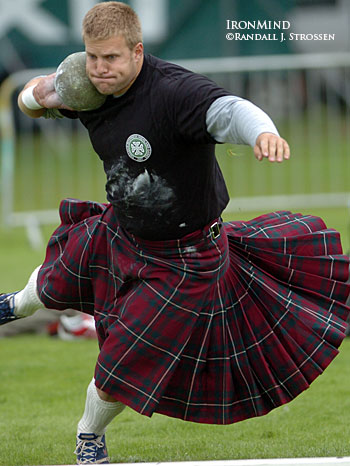 IRONMIND
©RANDALL J. STROSSEN